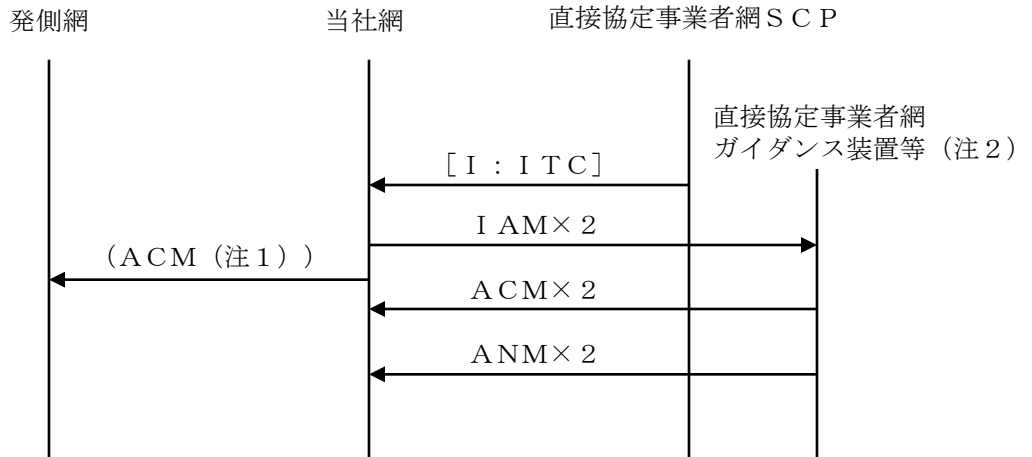 発側網
当社網
直接協定事業者網ＳＣＰ
直接協定事業者網
ガイダンス装置等（注２）
［Ｉ：ＩＴＣ］
ＩＡＭ×２
（ＡＣＭ（注１））
ＡＣＭ×２
ＡＮＭ×２